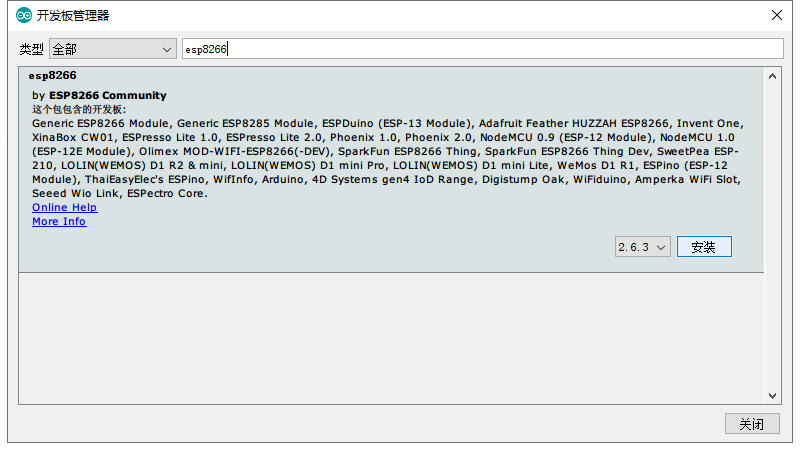 开发板管理器
类型 全部 esp8266
esp8266
by ESP8266 Community
这个包包含的开发板:
Generic ESP8266 Module, Generic ESP8285 Module, ESPDuino (ESP-13 Module), Adafruit Feather HUZZAH ESP8266, Invent One,
XinaBox CW01, ESPresso Lite 1.0, ESPresso Lite 2.0, Phoenix 1.0, Phoenix 2.0, NodeMCU 0.9 (ESP-12 Module), NodeMCU 1.0
(ESP-12E Module), Olimex MOD-WIFI-ESP8266(-DEV), SparkFun ESP8266 Thing, SparkFun ESP8266 Thing Dev, SweetPea ESP-
210, LOLIN(WEMOS) D1 R2 & mini, LOLIN(WEMOS) D1 mini Pro, LOLIN(WEMOS) D1 mini Lite, WeMos D1 R1, ESPino (ESP-12
Module), ThaiEasyElec's ESPino, WifInfo, Arduino, 4D Systems gen4 IoD Range, Digistump Oak, WiFiduino, Amperka WiFi Slot,
Seeed Wio Link, ESPectro Core.
Online Help
More Info
2.6.3 安装
关闭